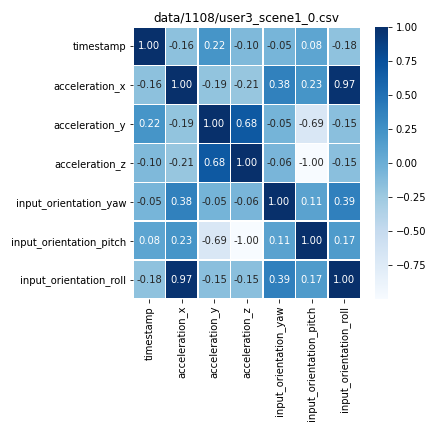 data/1108/user3_scene1_0.csv
timestamp 1.00 -0.16 0.22 -0.10 -0.05 0.08 -0.18
acceleration_x -0.16 1.00 -0.19 -0.21 0.38 0.23 0.97
acceleration_y 0.22 -0.19 1.00 0.68 -0.05 -0.69 -0.15
acceleration_z -0.10 -0.21 0.68 1.00 -0.06 -1.00 -0.15
input_orientation_yaw -0.05 0.38 -0.05 -0.06 1.00 0.11 0.39
input_orientation_pitch 0.08 0.23 -0.69 -1.00 0.11 1.00 0.17
input_orientation_roll -0.18 0.97 -0.15 -0.15 0.39 0.17 1.00
timestamp
acceleration_x
acceleration_y
acceleration_z
input_orientation_yaw
input_orientation_pitch
input_orientation_roll
1.00
0.75
0.50
0.25
0.00
-0.25
-0.50
-0.75